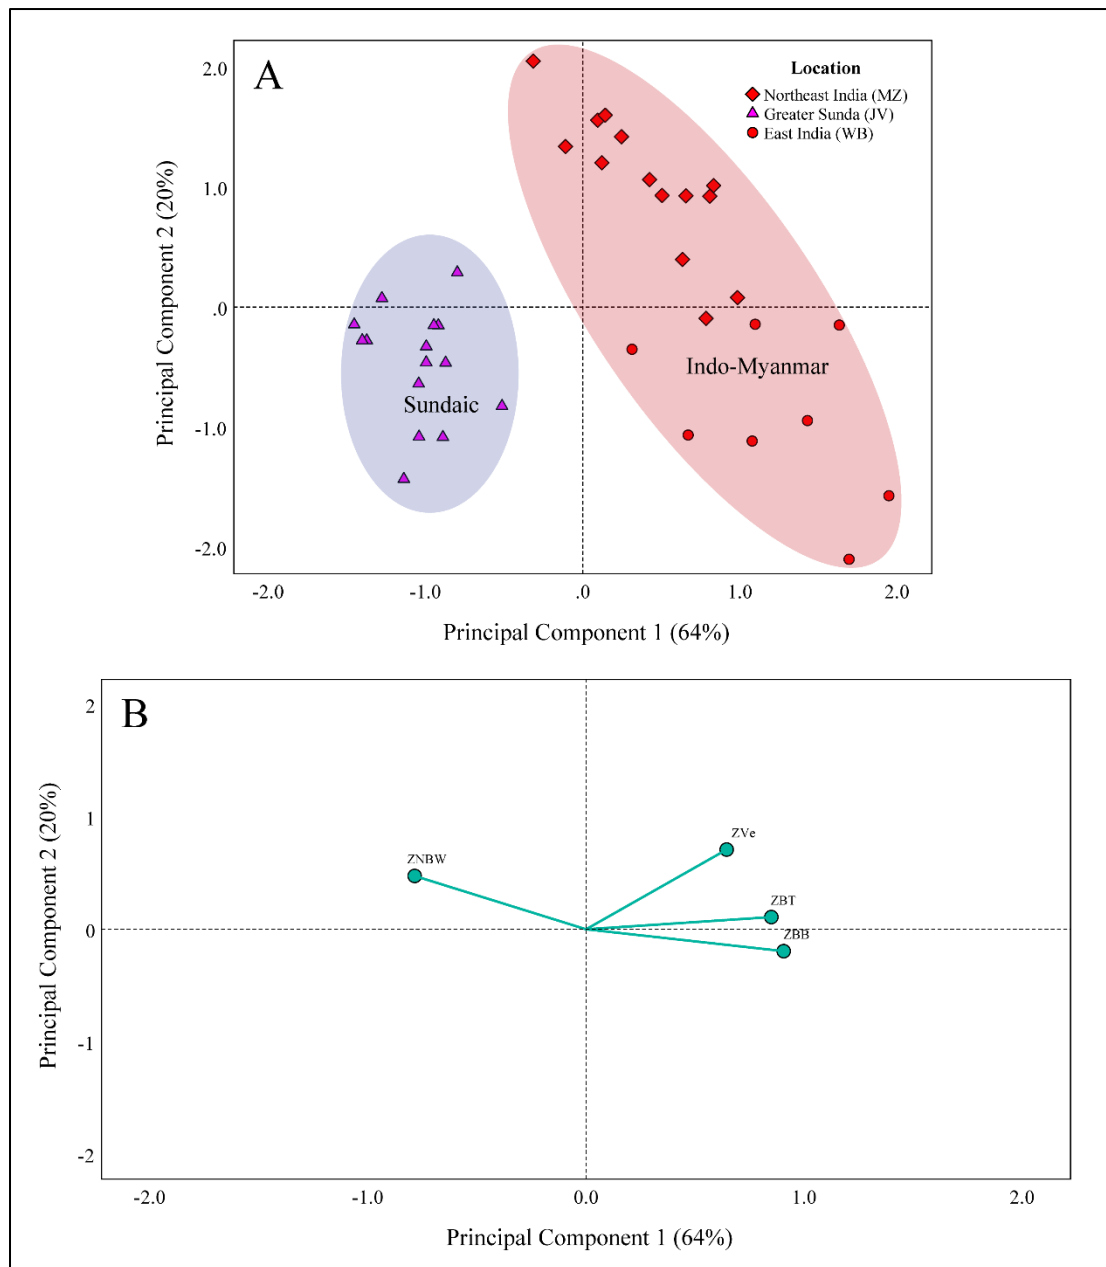 A
Location
Northeast India (MZ)
Greater Sunda (JV)
East India (WB)
2.0
1.0
.0
-1.0
-2.0
Principal Component 2 (20%)
Sundaic
Indo-Myanmar
-2.0
-1.0
.0
1.0
2.0
Principal Component 1 (64%)
B
2
1
0
-1
-2
Principal Component 2 (20%)
ZNBW
ZVe
ZBT
ZBB
-2.0
-1.0
0.0
1.0
2.0
Principal Component 1 (64%)